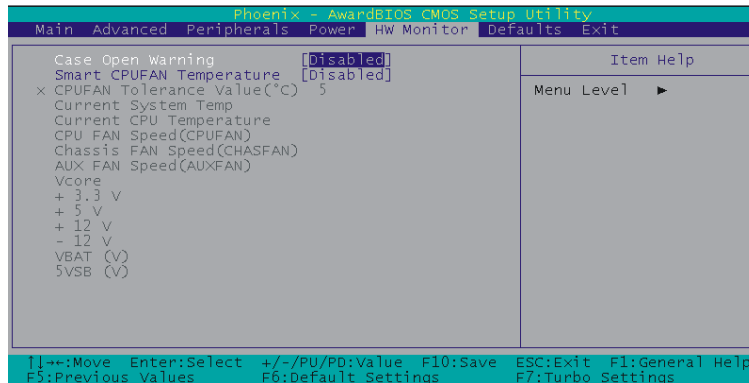 Phoenix - AwardBIOS CMOS Setup Utility
Main Advanced Peripherals Power HW Monitor Defaults Exit
Case Open Warning [Disabled]
Smart CPUFAN Temperature [Disabled]
x CPUFAN Tolerance Value(°C) 5
Current System Temp
Current CPU Temperature
CPU FAN Speed(CPUFAN)
Chassis FAN Speed(CHASFAN)
AUX FAN Speed(AUXFAN)
Vcore
+ 3.3 V
+ 5 V
+ 12 V
- 12 V
VBAT (V)
5VSB (V)
Item Help
Menu Level ►
↑↓→←:Move Enter:Select +/-/PU/PD:Value F10:Save ESC:Exit F1:General Help
F5:Previous Values F6:Default Settings F7:Turbo Settings